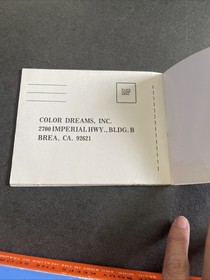 COLOR DREAMS, INC.
2700 IMPERIAL HWY., BLDG. B
BREA, CA. 92621